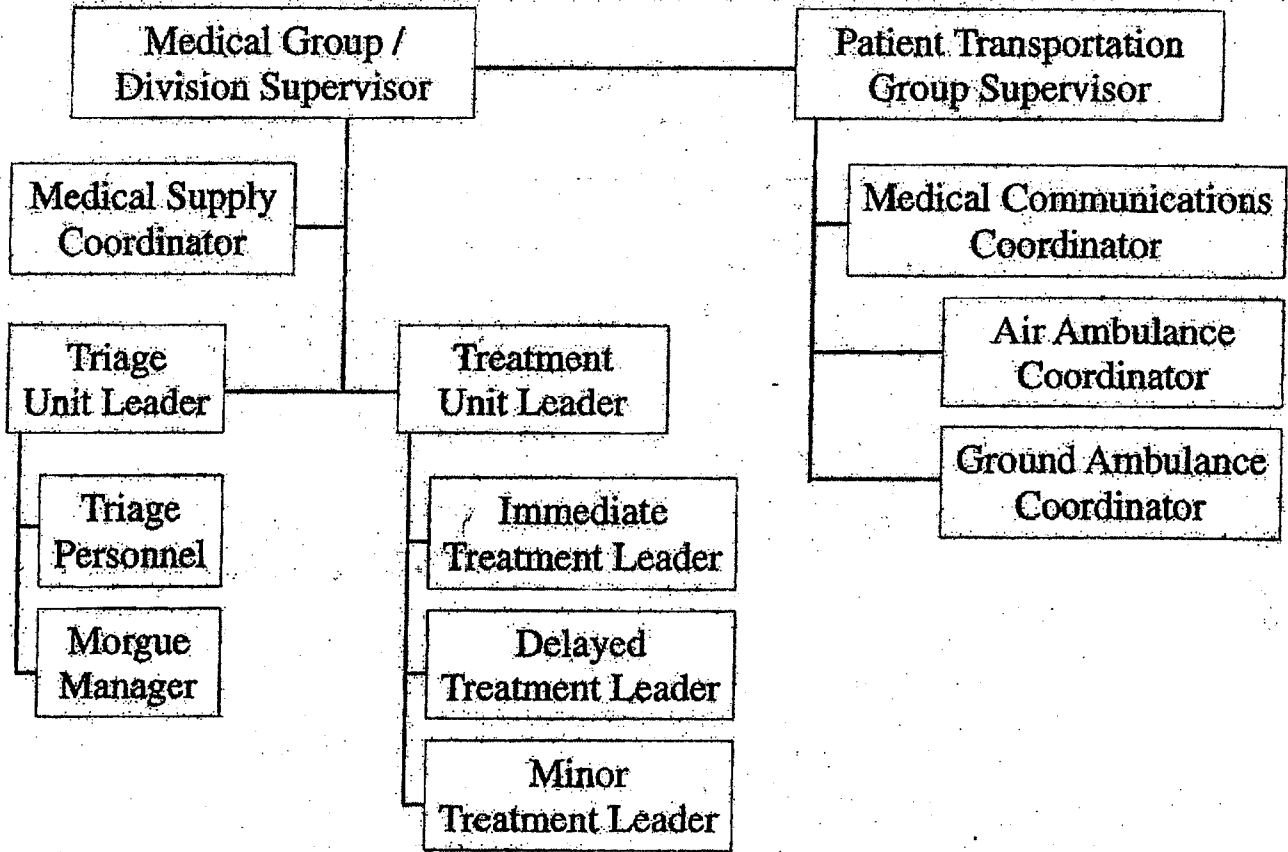 Medical Group /
Division Supervisor
Patient Transportation
Group Supervisor
Medical Supply
Coordinator
Medical Communications
Coordinator
Triage
Unit Leader
Treatment
Unit Leader
Air Ambulance
Coordinator
Ground Ambulance
Coordinator
Triage
Personnel
Immediate
Treatment Leader
Morgue
Manager
Delayed
Treatment Leader
Minor
Treatment Leader